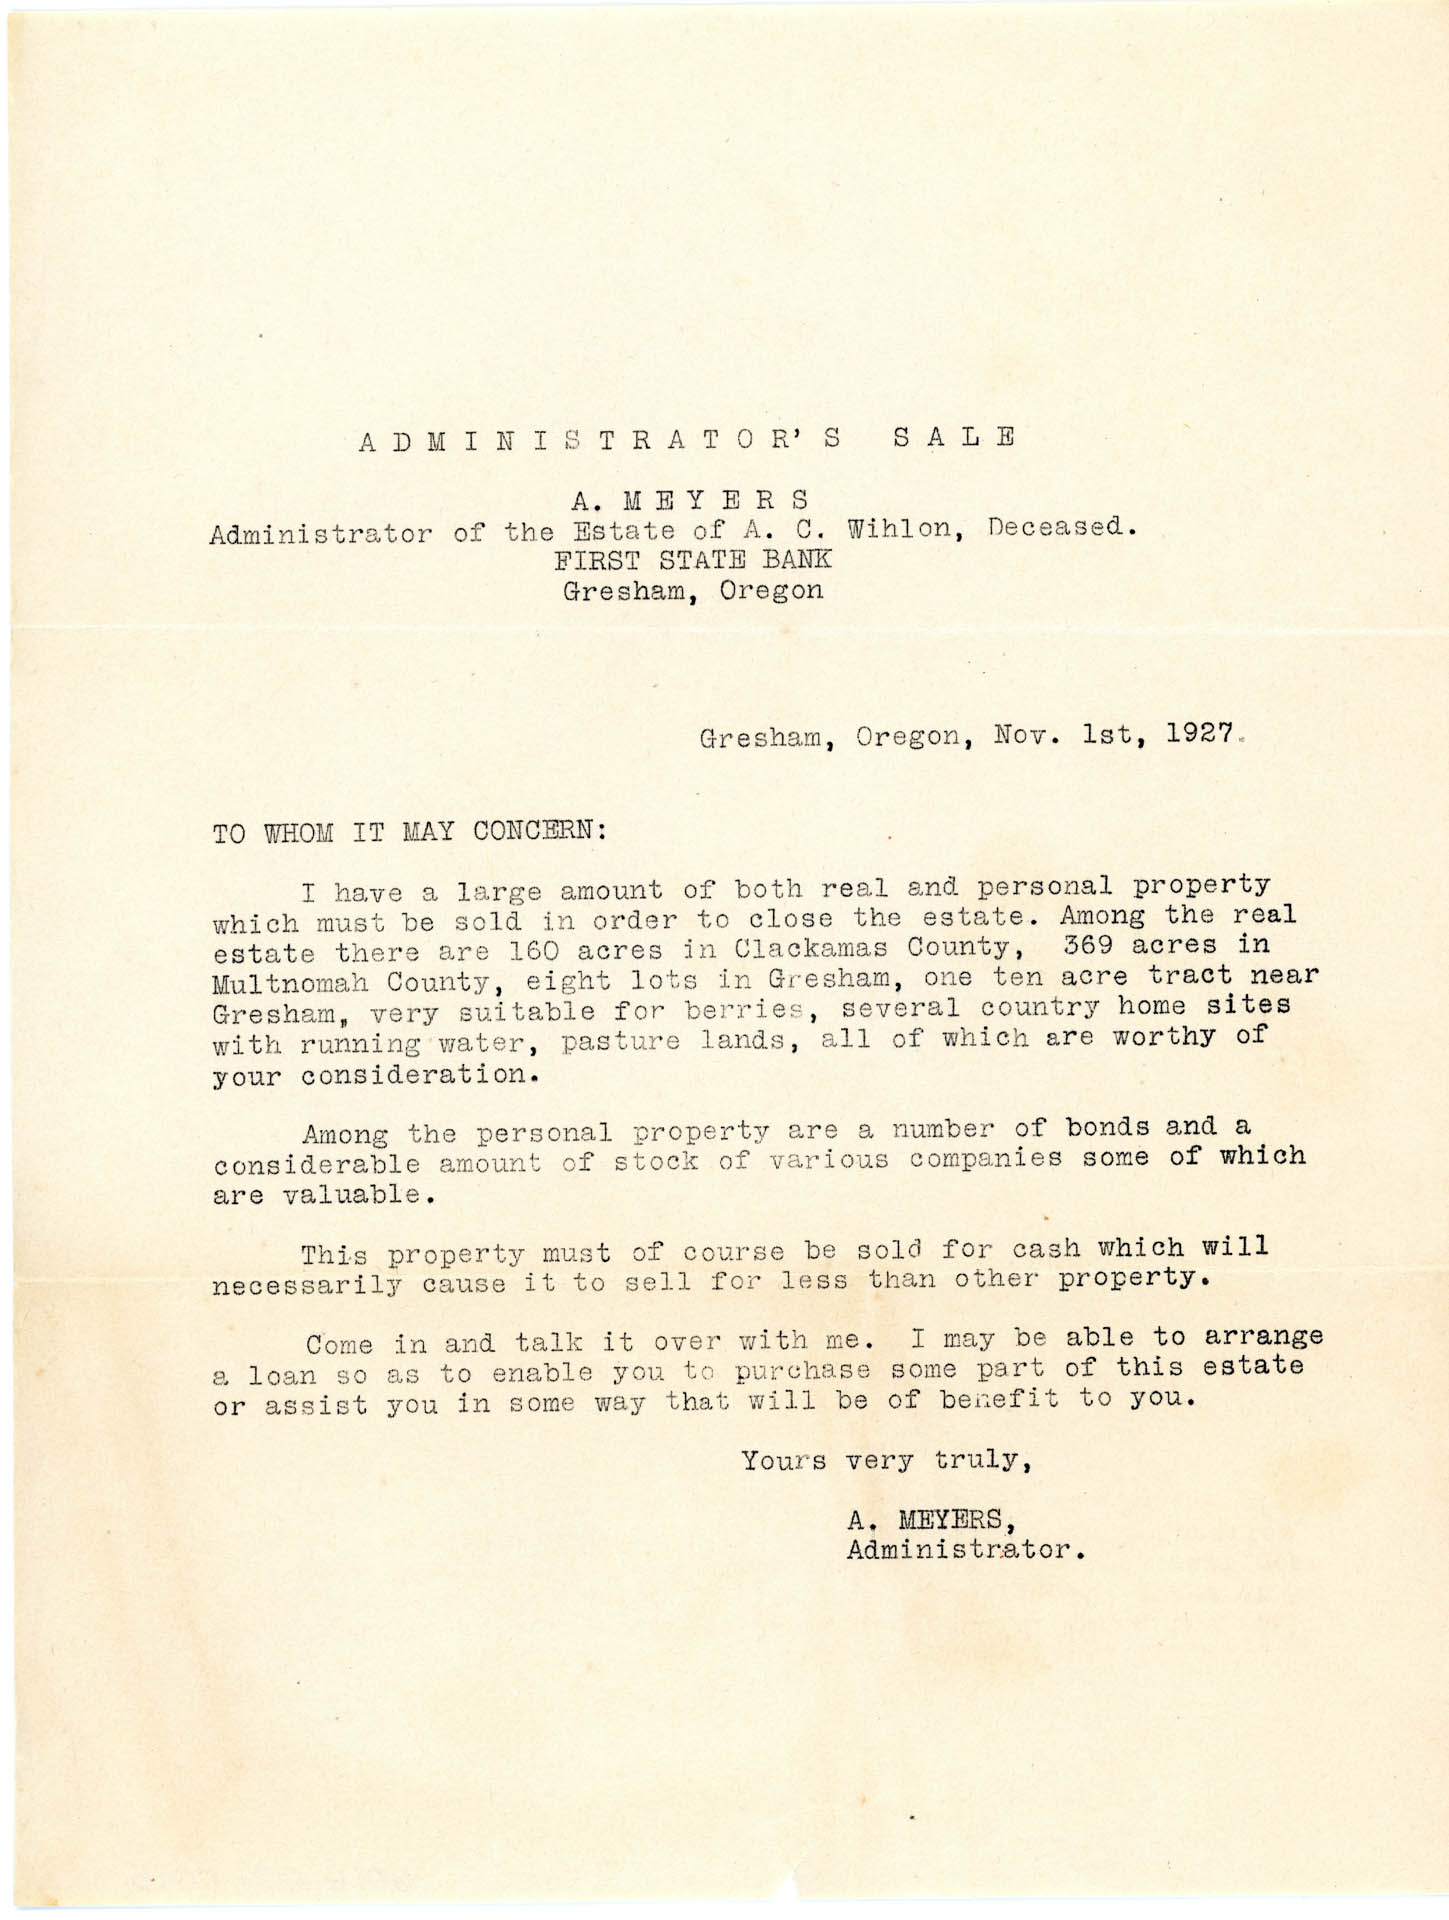 ADMINISTRATOR'S SALE
A. MEYERS
Administrator of the Estate of A. C. Wihlon, Deceased.
FIRST STATE BANK
Gresham, Oregon
Gresham, Oregon, Nov. 1st, 1927.
TO WHOM IT MAY CONCERN:
I have a large amount of both real and personal property
which must be sold in order to close the estate. Among the real
estate there are 160 acres in Clackamas County, 369 acres in
Multnomah County, eight lots in Gresham, one ten acre tract near
Gresham, very suitable for berries, several country home sites
with running water, pasture lands, all of which are worthy of
your consideration.
Among the personal property are a number of bonds and a
considerable amount of stock of various companies some of which
are valuable.
This property must of course be sold for cash which will
necessarily cause it to sell for less than other property.
Come in and talk it over with me. I may be able to arrange
a loan so as to enable you to purchase some part of this estate
or assist you in some way that will be of benefit to you.
Yours very truly,
A. MEYERS,
Administrator.